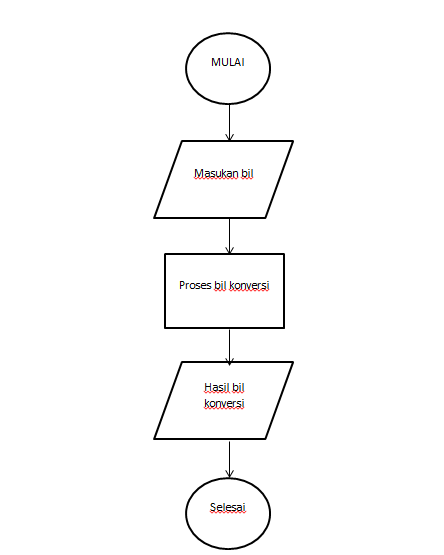 MULAI
Masukan bil
Proses bil konversi
Hasil bil
konversi
Selesai